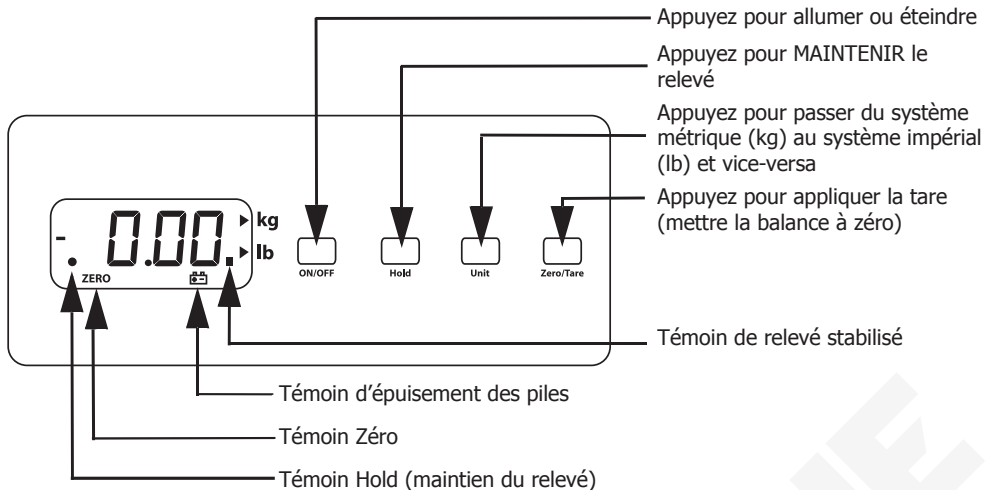 Appuyez pour allumer ou éteindre
Appuyez pour MAINTENIR le
relevé
Appuyez pour passer du système
métrique (kg) au système impérial
(lb) et vice-versa
Appuyez pour appliquer la tare
(mettre la balance à zéro)
- 0.00. kg
lb
ZERO
ON/OFF
Hold
Unit
Zero/Tare
Témoin de relevé stabilisé
Témoin d'épuisement des piles
Témoin Zéro
Témoin Hold (maintien du relevé)